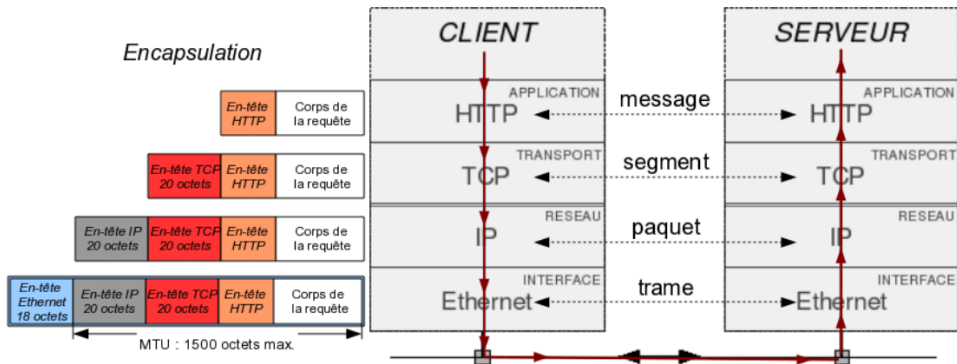 CLIENT
SERVEUR
Encapsulation
APPLICATION
APPLICATION
En-tête
HTTP
Corps de
la requête
HTTP
message
HTTP
TRANSPORT
TRANSPORT
En-tête TCP
20 octets
En-tête
HTTP
Corps de
la requête
TCP
segment
TCP
RESEAU
RESEAU
En-tête IP
20 octets
En-tête TCP
20 octets
En-tête
HTTP
Corps de
la requête
IP
paquet
IP
INTERFACE
INTERFACE
En-tête
Ethernet
18 octets
En-tête IP
20 octets
En-tête TCP
20 octets
En-tête
HTTP
Corps de
la requête
Ethernet
trame
Ethernet
MTU : 1500 octets max.